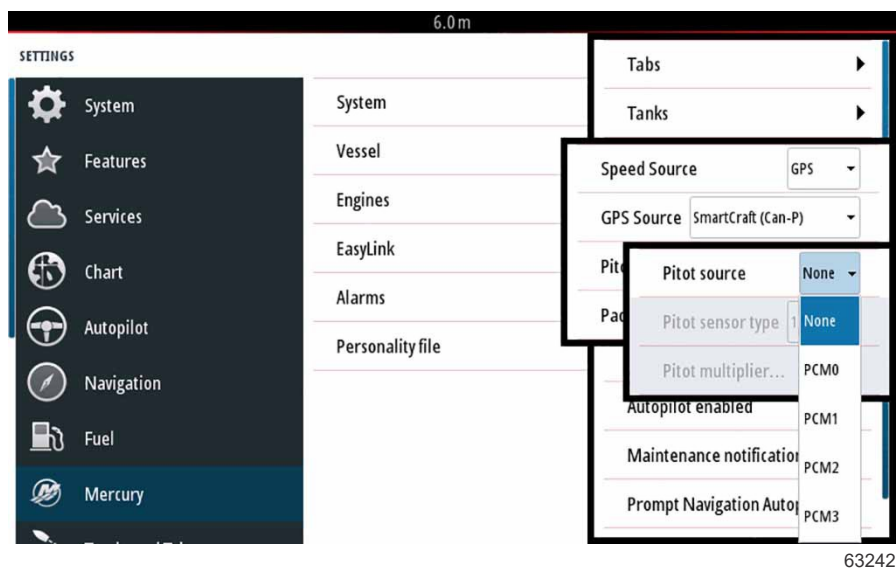 6.0 m
SETTINGS
System
Features
Services
Chart
Autopilot
Navigation
Fuel
Mercury
System
Vessel
Engines
EasyLink
Alarms
Personality file
Tabs
Tanks
Speed Source GPS
GPS Source SmartCraft (Can-P)
Pitot source None
Pitot sensor type 1
Pitot multiplier...
None
PCM0
PCM1
PCM2
PCM3
Autopilot enabled
Maintenance notification
Prompt Navigation
63242